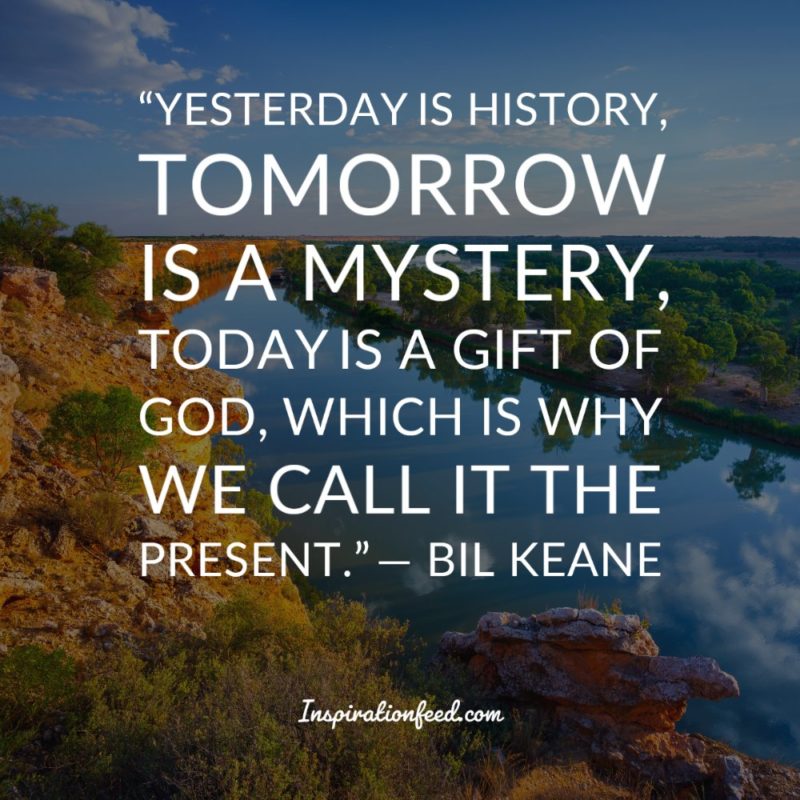 “YESTERDAY IS HISTORY,
TOMORROW
IS A MYSTERY,
TODAY IS A GIFT OF
GOD, WHICH IS WHY
WE CALL IT THE
PRESENT.” — BIL KEANE
Inspirationfeed.com